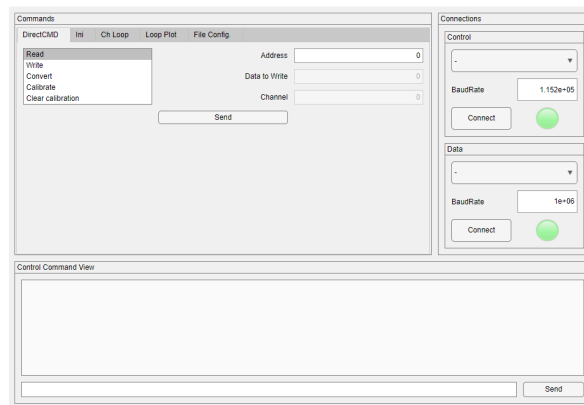 Commands
DirectCMD Ini Ch Loop Loop Plot File Config.
Read
Write
Convert
Calibrate
Clear calibration
Address 0
Data to Write 0
Channel 0
Send
Connections
Control
-
BaudRate 1.152e+05
Connect
Data
-
BaudRate 1e+06
Connect
Control Command View
Send